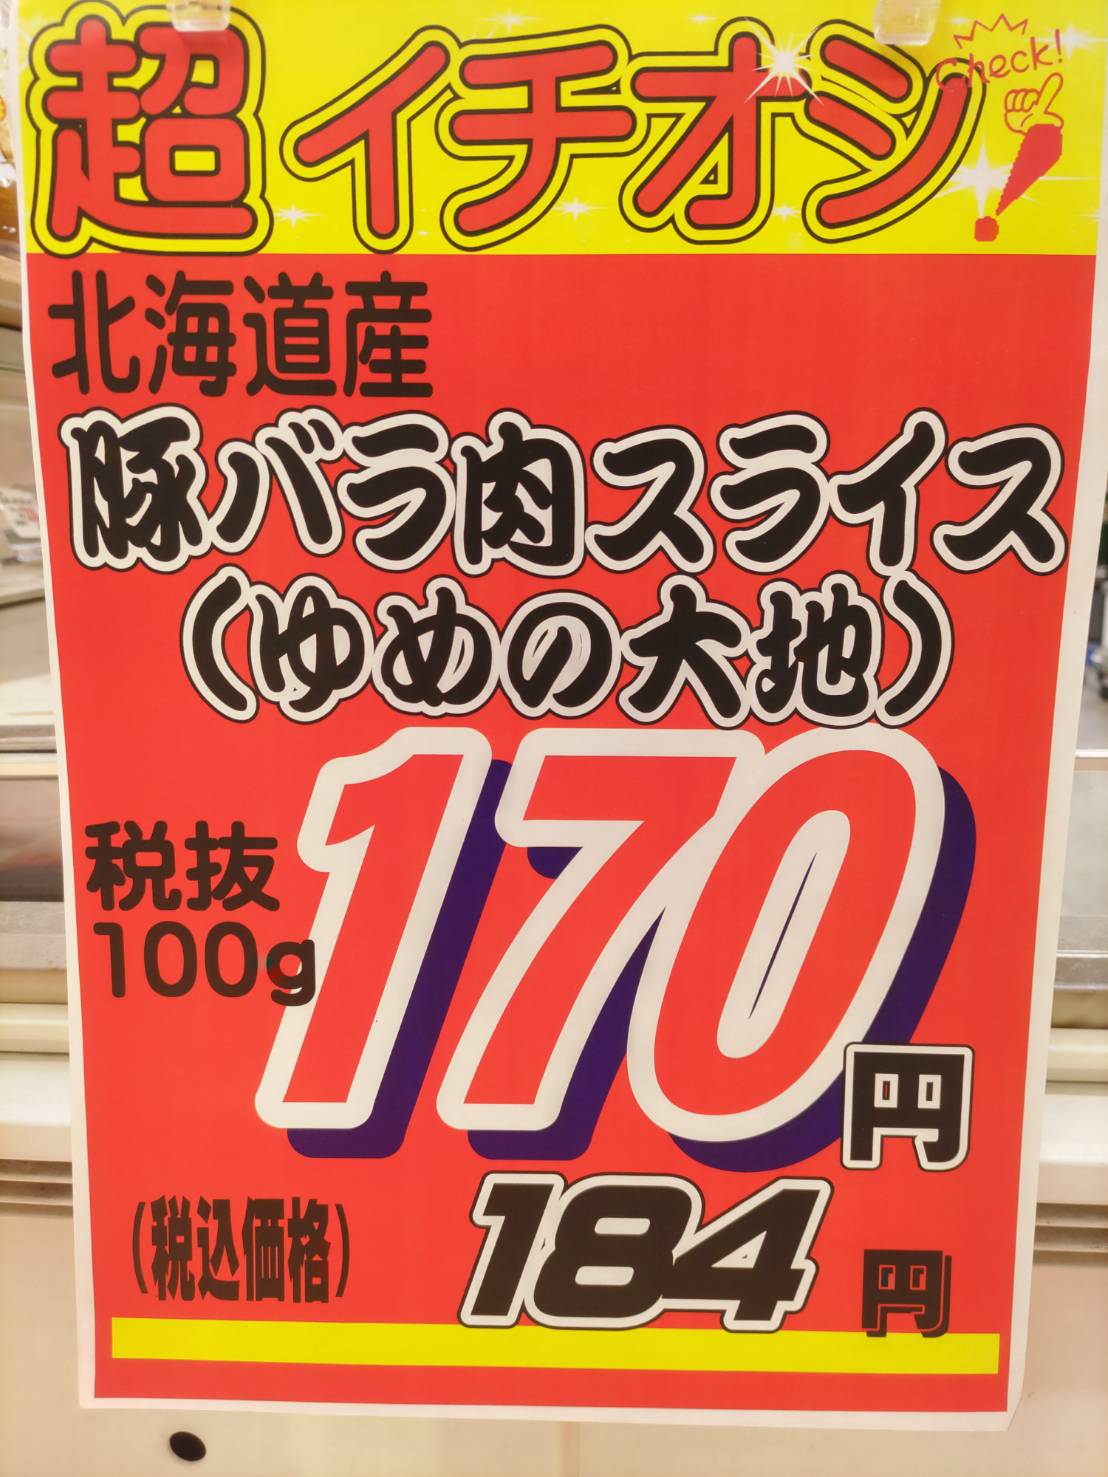 超イチオシ
Check!
北海道産
豚バラ肉スライス
(ゆめの大地)
税抜
100g
170円
(税込価格) 184円